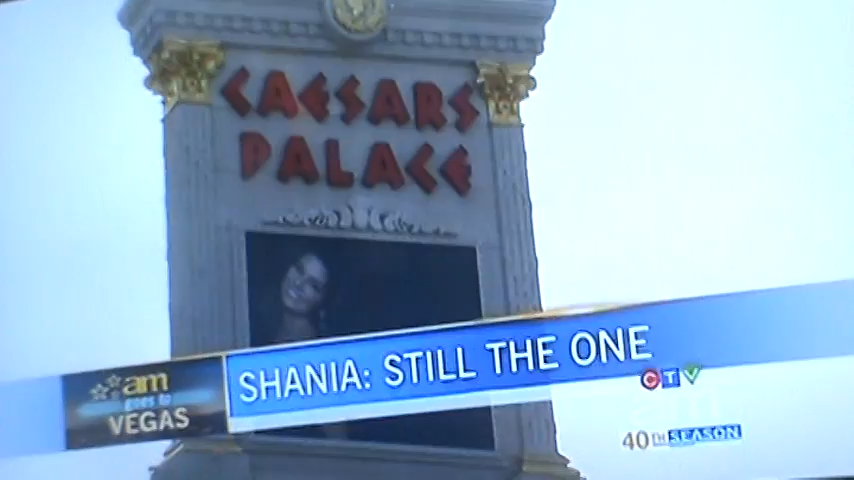 CAESARS
PALACE
am
goes to
VEGAS
SHANIA: STILL THE ONE
CTV
40TH SEASON